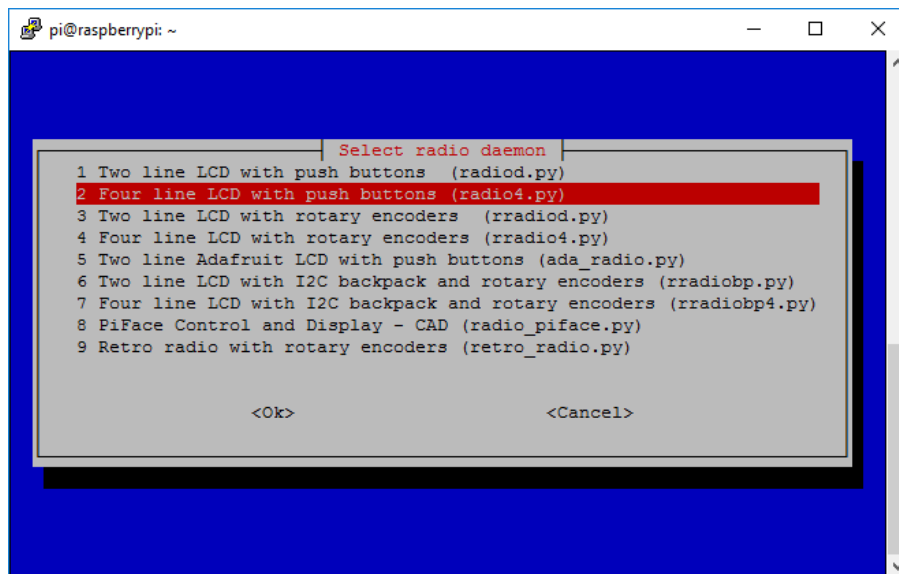 pi@raspberrypi: ~
Select radio daemon
1 Two line LCD with push buttons  (radiod.py)
2 Four line LCD with push buttons (radio4.py)
3 Two line LCD with rotary encoders  (rradiod.py)
4 Four line LCD with rotary encoders (rradio4.py)
5 Two line Adafruit LCD with push buttons (ada_radio.py)
6 Two line LCD with I2C backpack and rotary encoders (rradiobp.py)
7 Four line LCD with I2C backpack and rotary encoders (rradiobp4.py)
8 PiFace Control and Display - CAD (radio_piface.py)
9 Retro radio with rotary encoders (retro_radio.py)
<Ok> <Cancel>